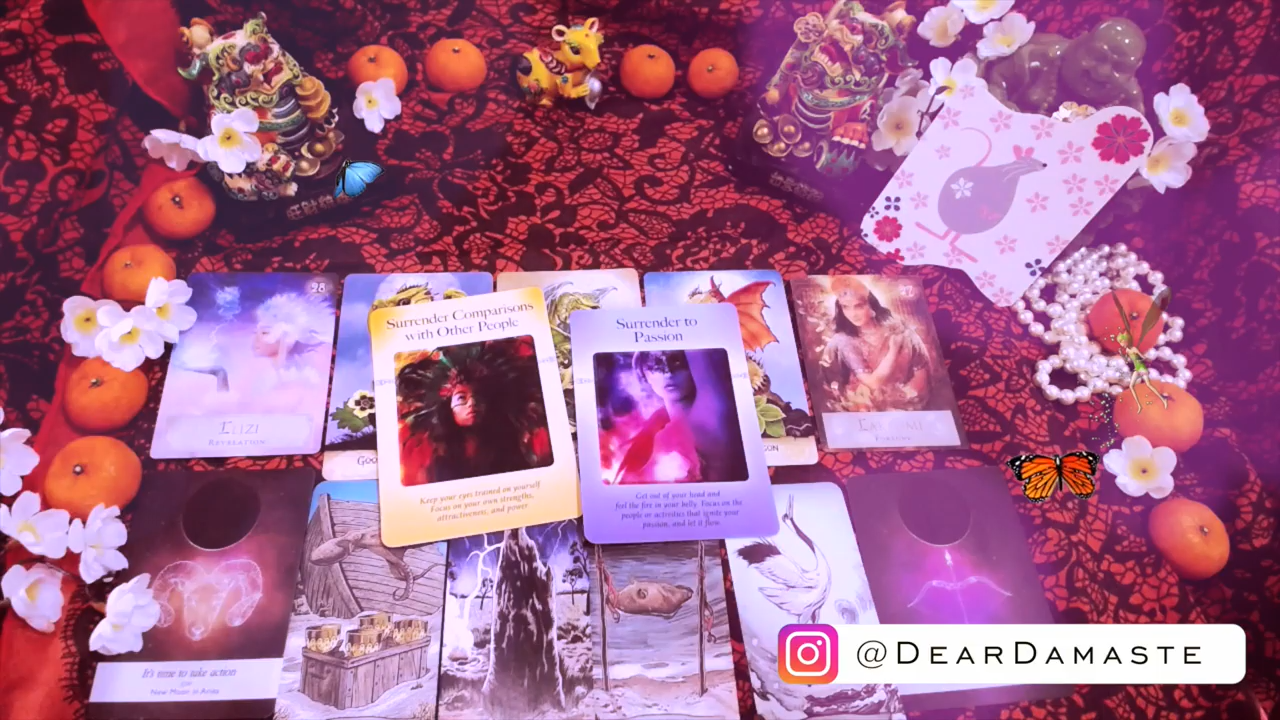 28
Elizi
Revelation
Surrender Comparisons
with Other People
Keep your eyes trained on yourself
Focus on your own strengths,
attractiveness, and power
Surrender to
Passion
Get out of your head and
feel the fire in your belly. Focus on the
people or activities that ignite your
passion, and let it flow.
It's time to take action
New Moon in Aries
@DearDamaste